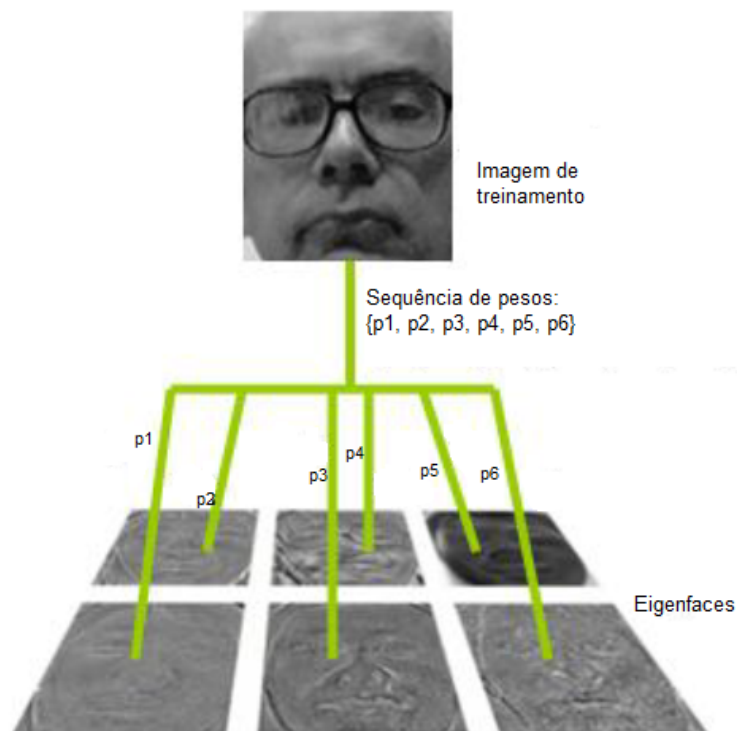 Imagem de
treinamento
Sequência de pesos:
{p1, p2, p3, p4, p5, p6}
p1
p2
p3
p4
p5
p6
Eigenfaces